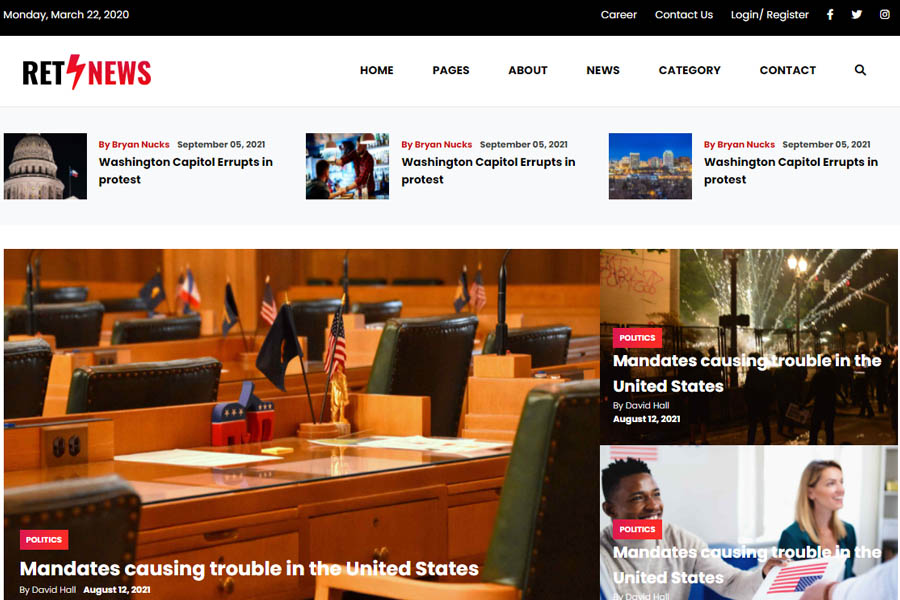 Monday, March 22, 2020
Career Contact Us Login/ Register
RET NEWS
HOME PAGES ABOUT NEWS CATEGORY CONTACT
By Bryan Nucks September 05, 2021
Washington Capitol Errupts in
protest
By Bryan Nucks September 05, 2021
Washington Capitol Errupts in
protest
By Bryan Nucks September 05, 2021
Washington Capitol Errupts in
protest
POLITICS
Mandates causing trouble in the United States
By David Hall August 12, 2021
POLITICS
Mandates causing trouble in the
United States
By David Hall
August 12, 2021
POLITICS
Mandates causing trouble in the
United States
By David Hall